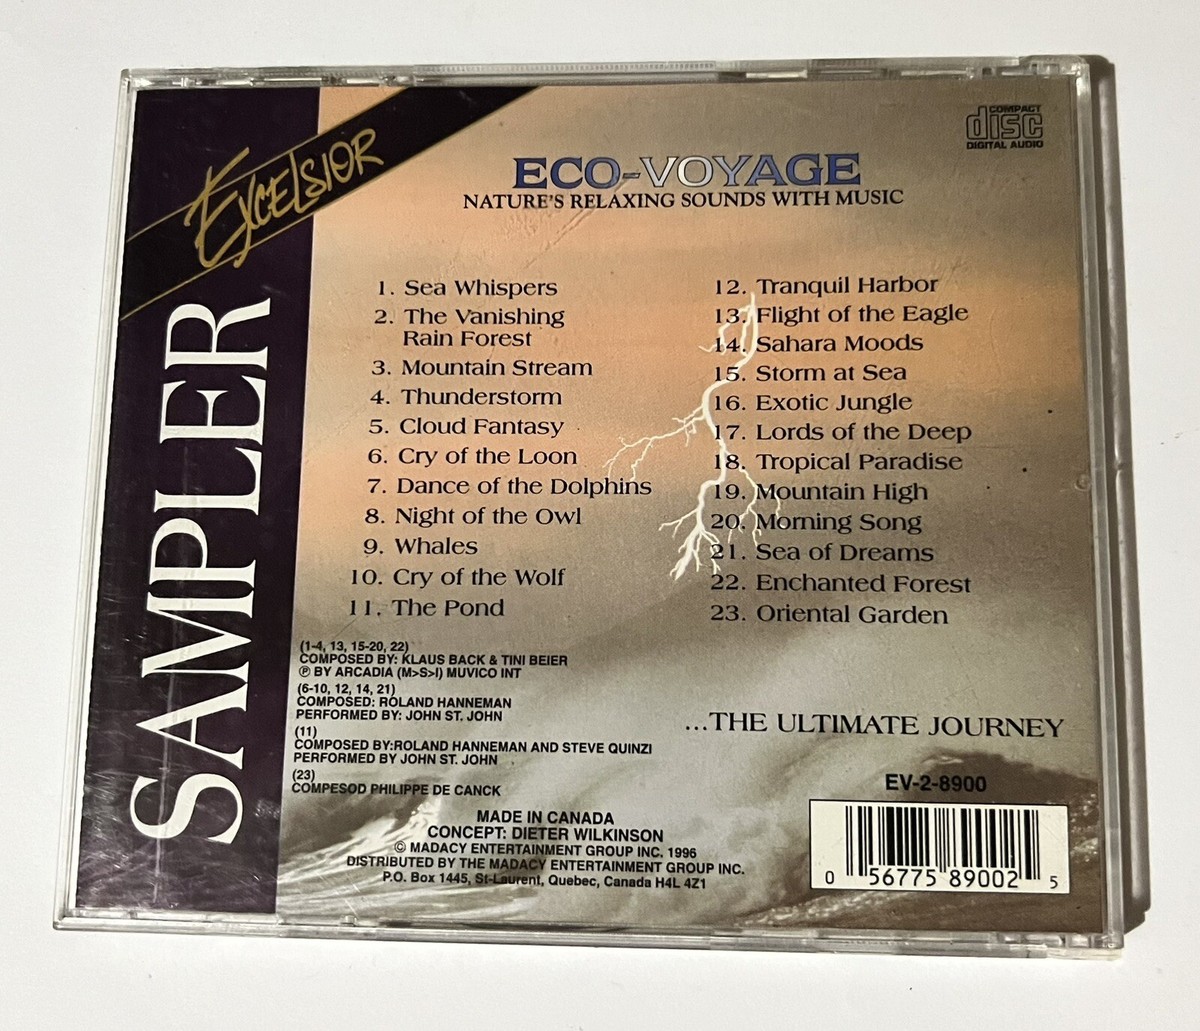 SAMPLER
EXCELSIOR
COMPACT
disc
DIGITAL AUDIO
ECO-VOYAGE
NATURE'S RELAXING SOUNDS WITH MUSIC
1. Sea Whispers
2. The Vanishing
Rain Forest
3. Mountain Stream
4. Thunderstorm
5. Cloud Fantasy
6. Cry of the Loon
7. Dance of the Dolphins
8. Night of the Owl
9. Whales
10. Cry of the Wolf
11. The Pond
12. Tranquil Harbor
13. Flight of the Eagle
14. Sahara Moods
15. Storm at Sea
16. Exotic Jungle
17. Lords of the Deep
18. Tropical Paradise
19. Mountain High
20. Morning Song
21. Sea of Dreams
22. Enchanted Forest
23. Oriental Garden
(1-4, 13, 15-20, 22)
COMPOSED BY: KLAUS BACK & TINI BEIER
℗ BY ARCADIA (M>S>I) MUVICO INT
(6-10, 12, 14, 21)
COMPOSED: ROLAND HANNEMAN
PERFORMED BY: JOHN ST. JOHN
(11)
COMPOSED BY:ROLAND HANNEMAN AND STEVE QUINZI
PERFORMED BY JOHN ST. JOHN
(23)
COMPESOD PHILIPPE DE CANCK
...THE ULTIMATE JOURNEY
MADE IN CANADA
CONCEPT: DIETER WILKINSON
© MADACY ENTERTAINMENT GROUP INC. 1996
DISTRIBUTED BY THE MADACY ENTERTAINMENT GROUP INC.
P.O. Box 1445, St-Laurent, Quebec, Canada H4L 4Z1
EV-2-8900
0 56775 89002 5